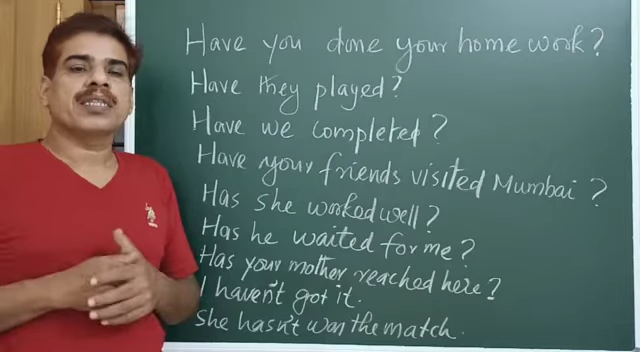 Have you done your home work?
Have they played?
Have we completed?
Have your friends visited Mumbai?
Has she worked well?
Has he waited for me?
Has your mother reached here?
I haven't got it.
She hasn't won the match.